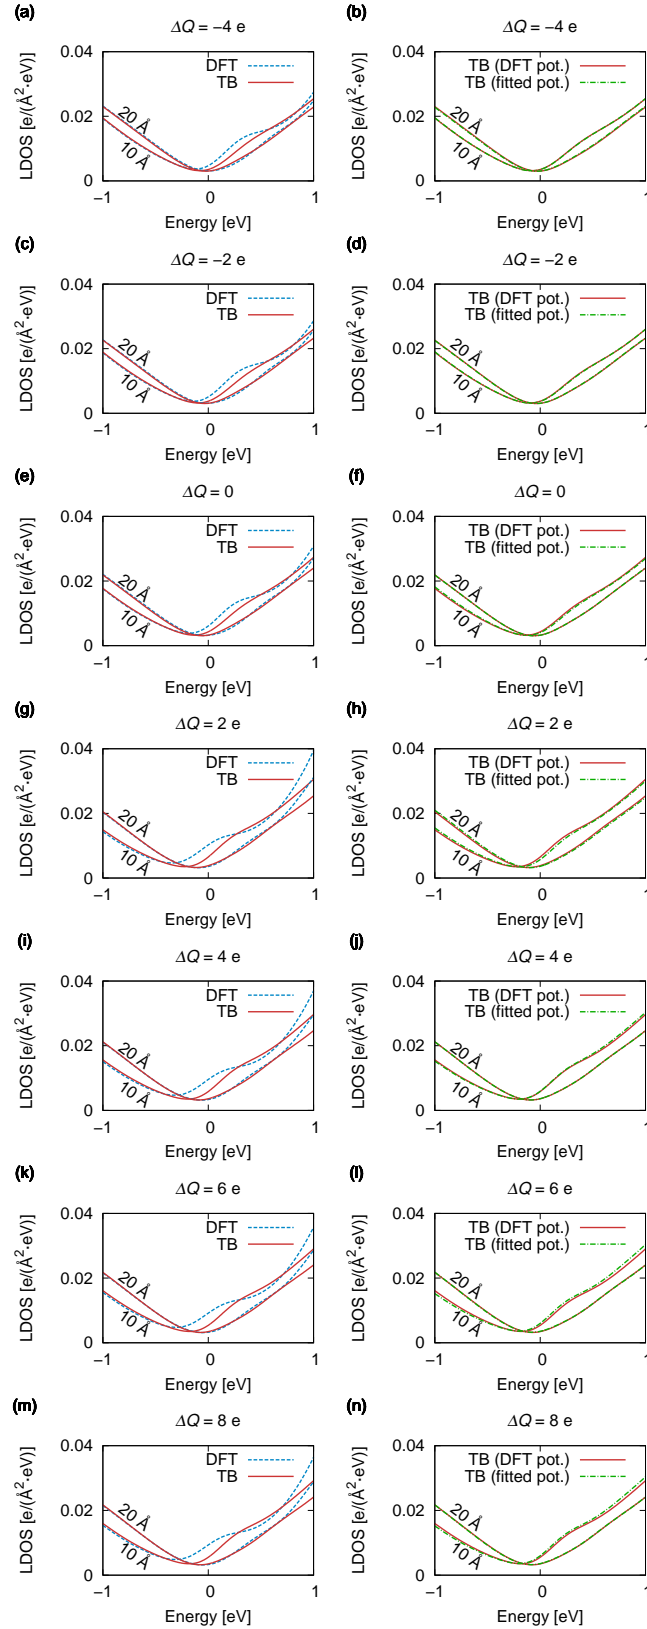 (a)
ΔQ = −4 e
LDOS [e/(Å²·eV)]
0.04
0.02
0
DFT
TB
20 Å
10 Å
−1
0
1
Energy [eV]
(b)
ΔQ = −4 e
LDOS [e/(Å²·eV)]
0.04
0.02
0
TB (DFT pot.)
TB (fitted pot.)
20 Å
10 Å
−1
0
1
Energy [eV]
(c)
ΔQ = −2 e
LDOS [e/(Å²·eV)]
0.04
0.02
0
DFT
TB
20 Å
10 Å
−1
0
1
Energy [eV]
(d)
ΔQ = −2 e
LDOS [e/(Å²·eV)]
0.04
0.02
0
TB (DFT pot.)
TB (fitted pot.)
20 Å
10 Å
−1
0
1
Energy [eV]
(e)
ΔQ = 0
LDOS [e/(Å²·eV)]
0.04
0.02
0
DFT
TB
20 Å
10 Å
−1
0
1
Energy [eV]
(f)
ΔQ = 0
LDOS [e/(Å²·eV)]
0.04
0.02
0
TB (DFT pot.)
TB (fitted pot.)
20 Å
10 Å
−1
0
1
Energy [eV]
(g)
ΔQ = 2 e
LDOS [e/(Å²·eV)]
0.04
0.02
0
DFT
TB
20 Å
10 Å
−1
0
1
Energy [eV]
(h)
ΔQ = 2 e
LDOS [e/(Å²·eV)]
0.04
0.02
0
TB (DFT pot.)
TB (fitted pot.)
20 Å
10 Å
−1
0
1
Energy [eV]
(i)
ΔQ = 4 e
LDOS [e/(Å²·eV)]
0.04
0.02
0
DFT
TB
20 Å
10 Å
−1
0
1
Energy [eV]
(j)
ΔQ = 4 e
LDOS [e/(Å²·eV)]
0.04
0.02
0
TB (DFT pot.)
TB (fitted pot.)
20 Å
10 Å
−1
0
1
Energy [eV]
(k)
ΔQ = 6 e
LDOS [e/(Å²·eV)]
0.04
0.02
0
DFT
TB
20 Å
10 Å
−1
0
1
Energy [eV]
(l)
ΔQ = 6 e
LDOS [e/(Å²·eV)]
0.04
0.02
0
TB (DFT pot.)
TB (fitted pot.)
20 Å
10 Å
−1
0
1
Energy [eV]
(m)
ΔQ = 8 e
LDOS [e/(Å²·eV)]
0.04
0.02
0
DFT
TB
20 Å
10 Å
−1
0
1
Energy [eV]
(n)
ΔQ = 8 e
LDOS [e/(Å²·eV)]
0.04
0.02
0
TB (DFT pot.)
TB (fitted pot.)
20 Å
10 Å
−1
0
1
Energy [eV]